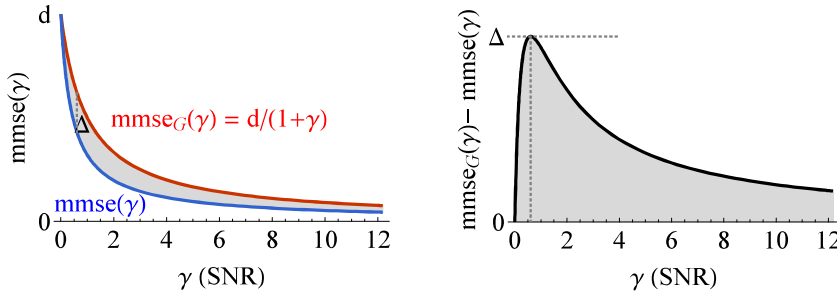 d
mmse(γ)
Δ
mmse_G(γ) = d/(1+γ)
mmse(γ)
0
0 2 4 6 8 10 12
γ (SNR)
mmse_G(γ)− mmse(γ)
Δ
0
0 2 4 6 8 10 12
γ (SNR)